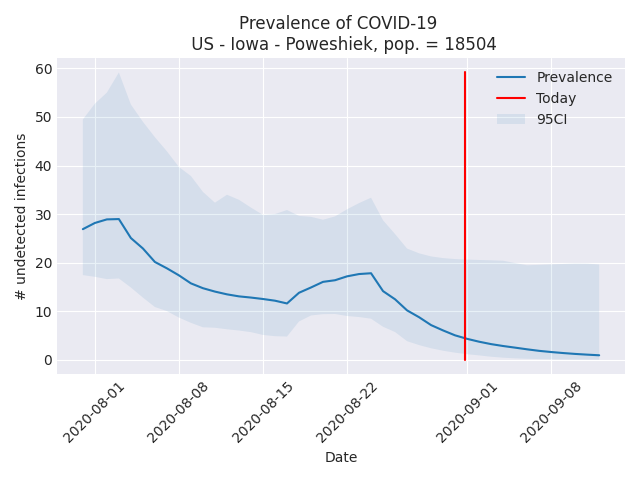 Prevalence of COVID-19
US - Iowa - Poweshiek, pop. = 18504
# undetected infections
60
50
40
30
20
10
0
Prevalence
Today
95CI
2020-08-01
2020-08-08
2020-08-15
2020-08-22
2020-09-01
2020-09-08
Date